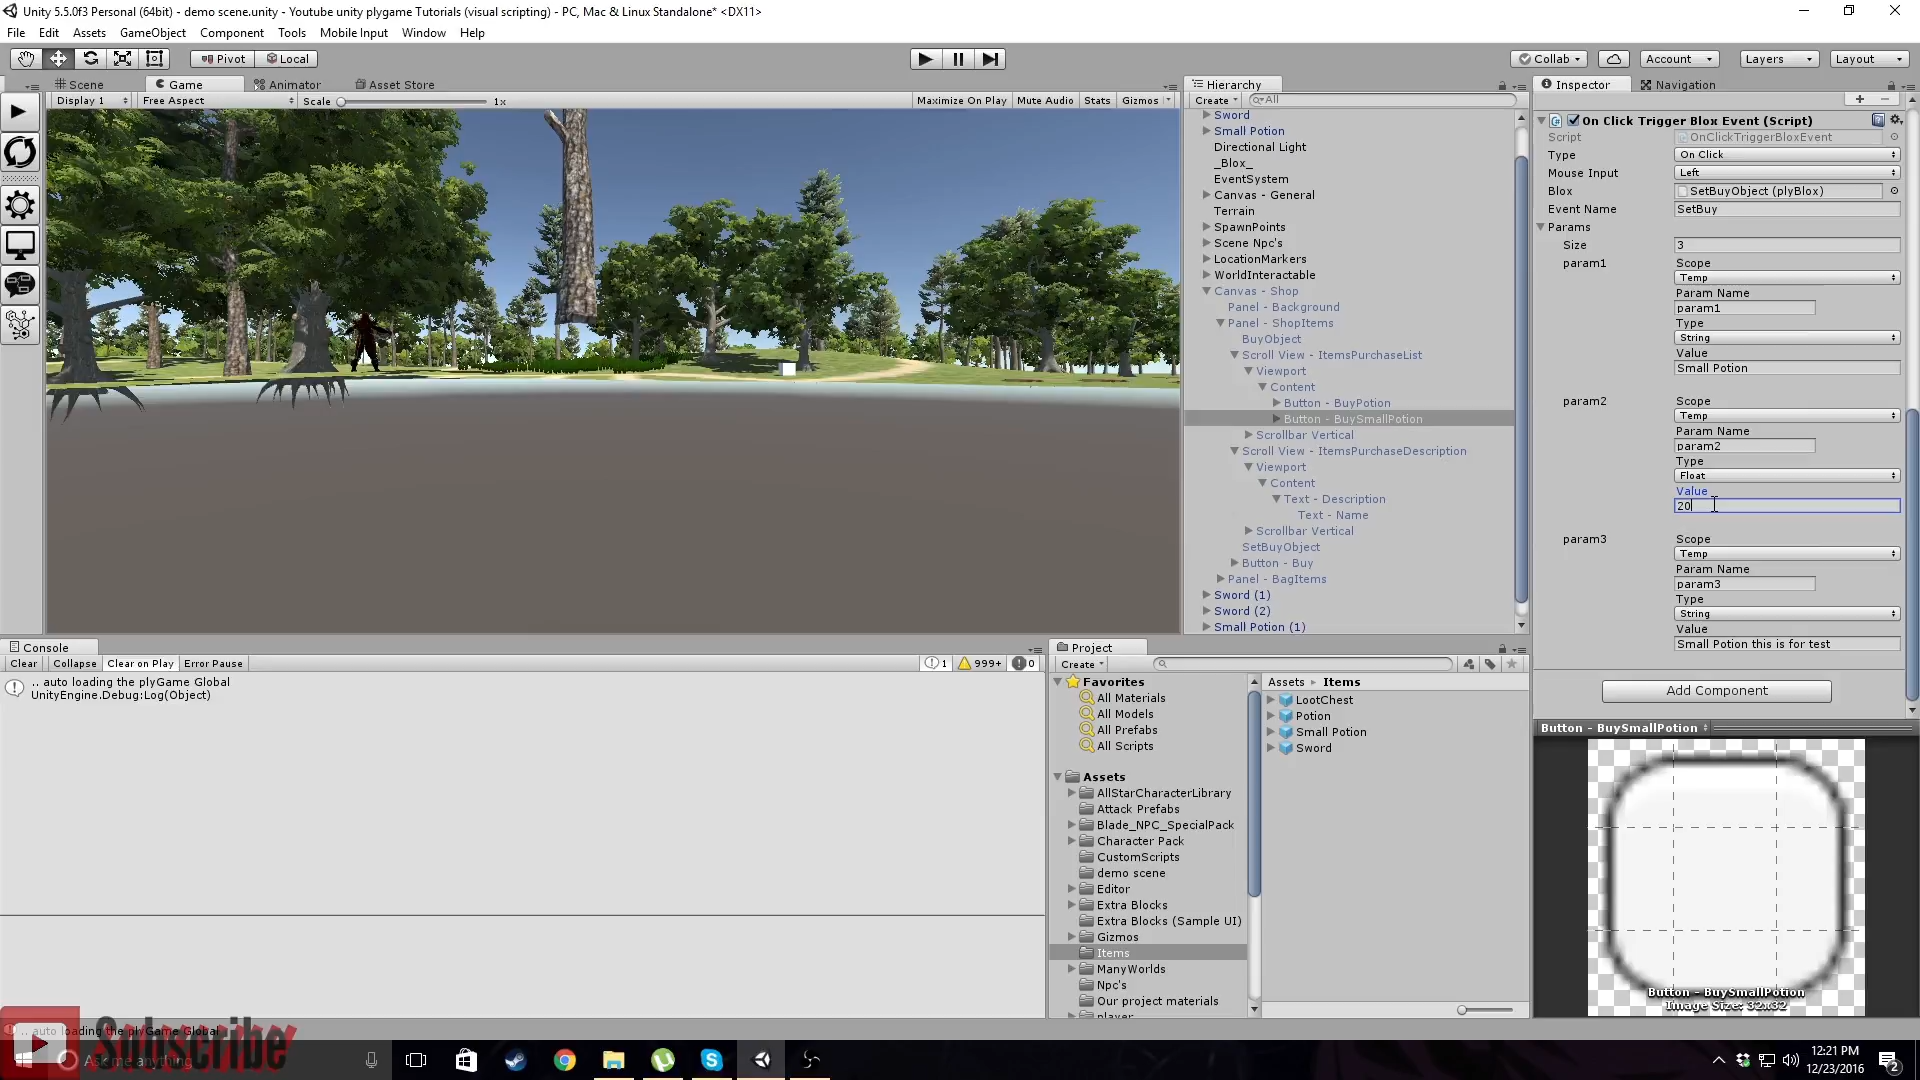 Unity 5.5.0f3 Personal (64bit) - demo scene.unity - Youtube unity plygame Tutorials (visual scripting) - PC, Mac & Linux Standalone* <DX11>
File Edit Assets GameObject Component Tools Mobile Input Window Help
Pivot Local Collab Account Layers Layout
Scene Game Animator Asset Store
Display 1 Free Aspect Scale 1x Maximize On Play Mute Audio Stats Gizmos
Hierarchy
Create All
Sword
Small Potion
Directional Light
_Blox_
EventSystem
Canvas - General
Terrain
SpawnPoints
Scene Npc's
LocationMarkers
WorldInteractable
Canvas - Shop
Panel - Background
Panel - ShopItems
BuyObject
Scroll View - ItemsPurchaseList
Viewport
Content
Button - BuyPotion
Button - BuySmallPotion
Scrollbar Vertical
Scroll View - ItemsPurchaseDescription
Viewport
Content
Text - Description
Text - Name
Scrollbar Vertical
SetBuyObject
Button - Buy
Panel - BagItems
Sword (1)
Sword (2)
Small Potion (1)
Inspector Navigation
On Click Trigger Blox Event (Script)
Script OnClickTriggerBloxEvent
Type On Click
Mouse Input Left
Blox SetBuyObject (plyBlox)
Event Name SetBuy
Params
Size 3
param1 Scope
Temp
Param Name
param1
Type
String
Value
Small Potion
param2 Scope
Temp
Param Name
param2
Type
Float
Value
20
param3 Scope
Temp
Param Name
param3
Type
String
Value
Small Potion this is for test
Add Component
Button - BuySmallPotion
Button - BuySmallPotion
Image Size: 32x32
Console
Clear Collapse Clear on Play Error Pause 1 999+ 0
.. auto loading the plyGame Global
UnityEngine.Debug:Log(Object)
Project
Create
Favorites
All Materials
All Models
All Prefabs
All Scripts
Assets
AllStarCharacterLibrary
Attack Prefabs
Blade_NPC_SpecialPack
Character Pack
CustomScripts
demo scene
Editor
Extra Blocks
Extra Blocks (Sample UI)
Gizmos
Items
ManyWorlds
Npc's
Our project materials
player
Assets Items
LootChest
Potion
Small Potion
Sword
.. auto loading the plyGame Global
Subscribe
Ask me anything
12:21 PM
12/23/2016
2